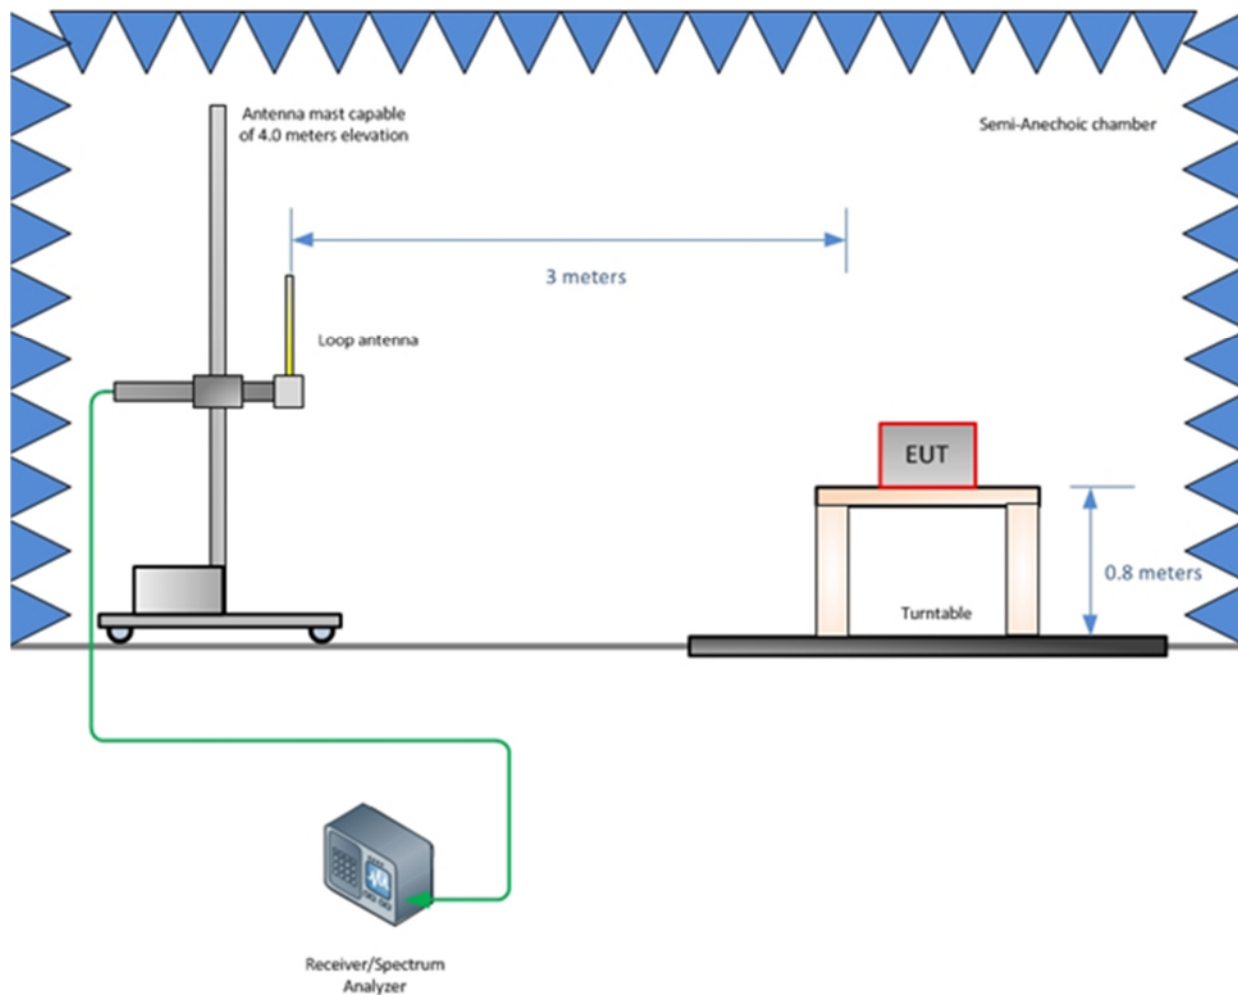 Antenna mast capable
of 4.0 meters elevation
Semi-Anechoic chamber
3 meters
Loop antenna
EUT
0.8 meters
Turntable
Receiver/Spectrum
Analyzer